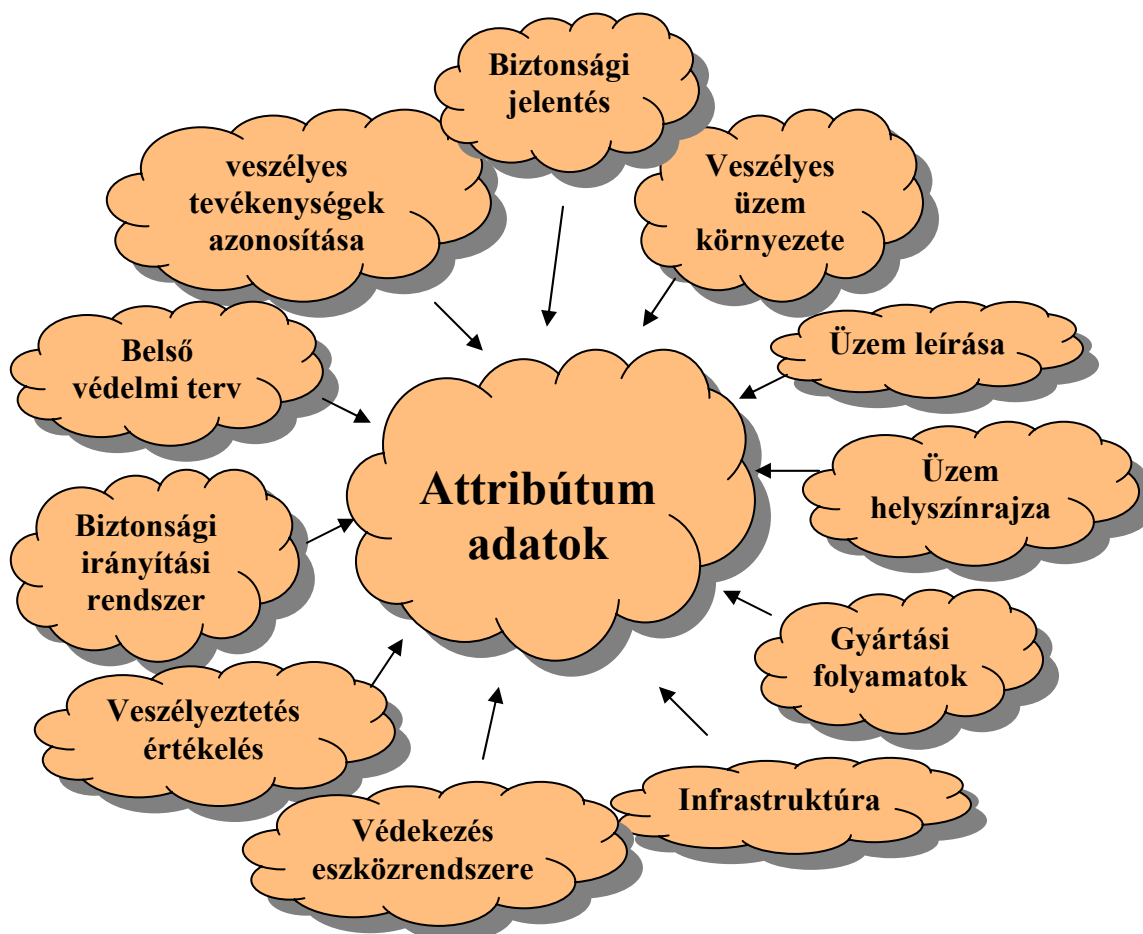 Biztonsági
jelentés
veszélyes
tevékenységek
azonosítása
Veszélyes
üzem
környezete
Belső
védelmi terv
Üzem leírása
Attribútum
adatok
Üzem
helyszínrajza
Biztonsági
irányítási
rendszer
Gyártási
folyamatok
Veszélyeztetés
értékelés
Infrastruktúra
Védekezés
eszközrendszere